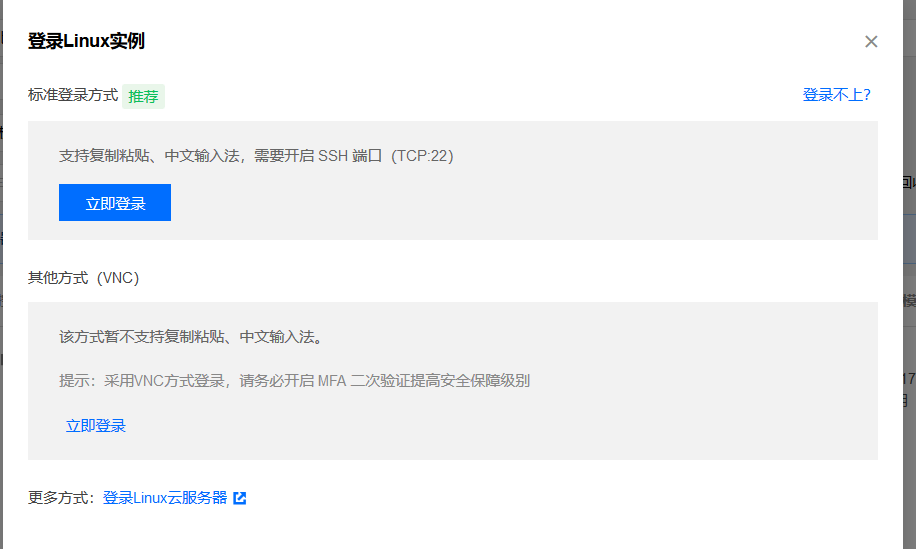 登录Linux实例
标准登录方式 推荐 登录不上?
支持复制粘贴、中文输入法，需要开启 SSH 端口（TCP:22）
立即登录
其他方式（VNC）
该方式暂不支持复制粘贴、中文输入法。
提示：采用VNC方式登录，请务必开启 MFA 二次验证提高安全保障级别
立即登录
更多方式：登录Linux云服务器